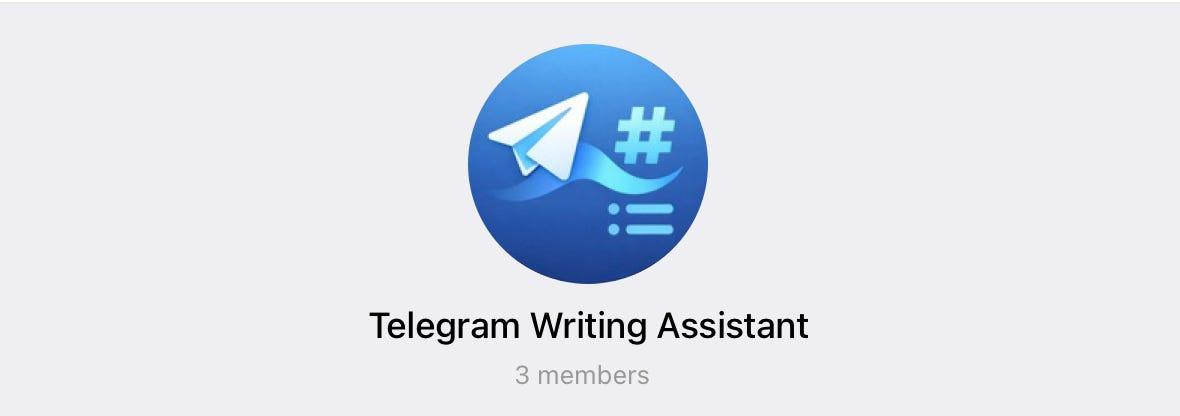 #
Telegram Writing Assistant
3 members